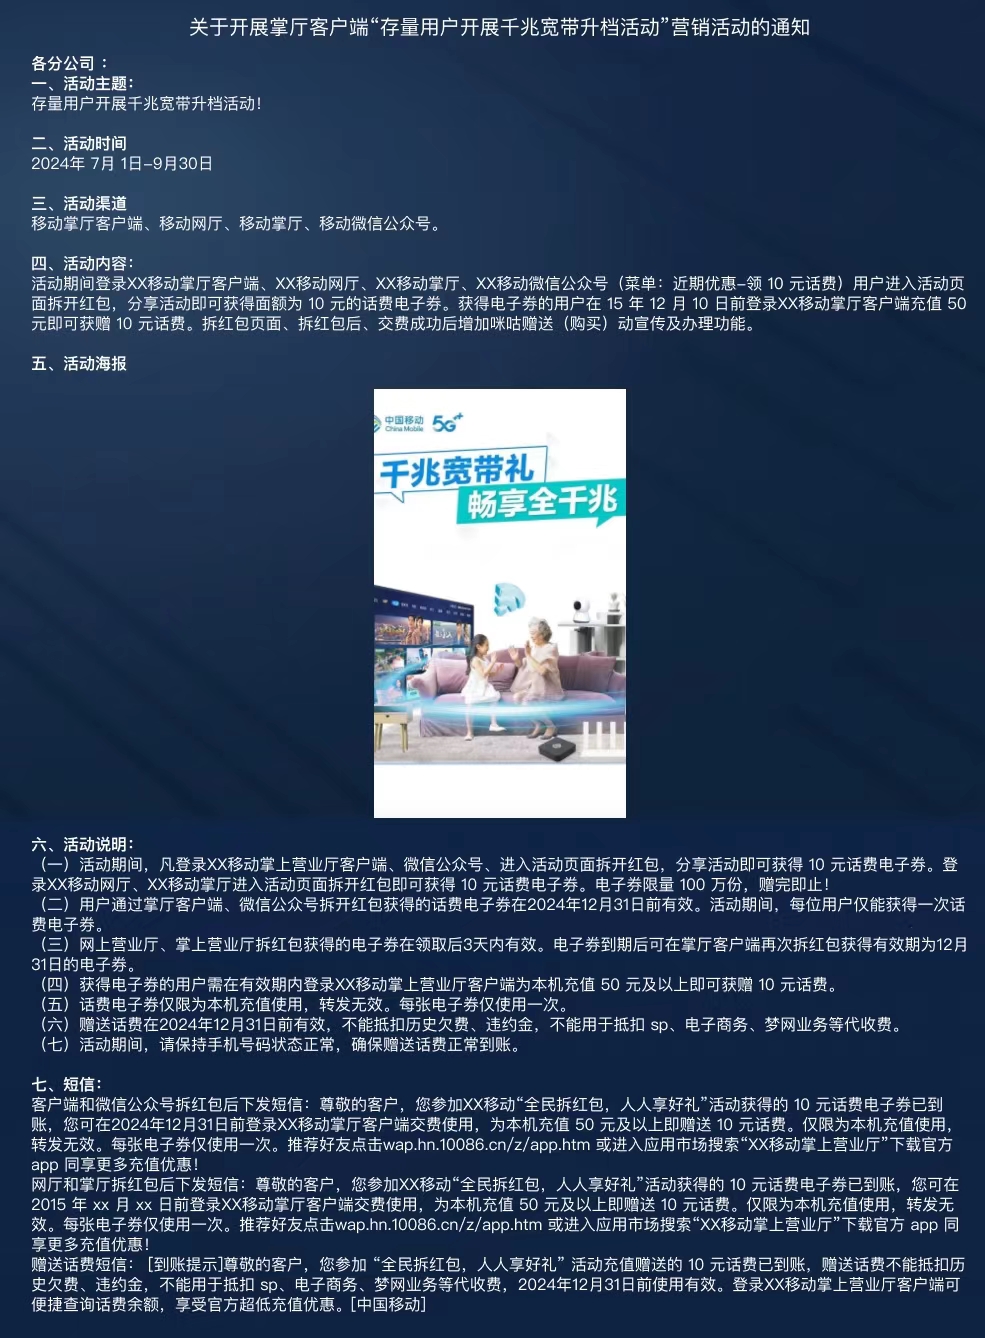 关于开展掌厅客户端“存量用户开展千兆宽带升档活动”营销活动的通知
各分公司 :
一、活动主题:
存量用户开展千兆宽带升档活动!
二、活动时间
2024年 7月 1日-9月30日
三、活动渠道
移动掌厅客户端、移动网厅、移动掌厅、移动微信公众号。
四、活动内容:
活动期间登录XX移动掌厅客户端、XX移动网厅、XX移动掌厅、XX移动微信公众号（菜单: 近期优惠-领 10 元话费）用户进入活动页
面拆开红包，分享活动即可获得面额为 10 元的话费电子券。获得电子券的用户在 15 年 12 月 10 日前登录XX移动掌厅客户端充值 50
元即可获赠 10 元话费。拆红包页面、拆红包后、交费成功后增加咪咕赠送（购买）动宣传及办理功能。
五、活动海报
中国移动 5G++
China Mobile
千兆宽带礼
畅享全千兆
六、活动说明:
（一）活动期间，凡登录XX移动掌上营业厅客户端、微信公众号、进入活动页面拆开红包，分享活动即可获得 10 元话费电子券。登
录XX移动网厅、XX移动掌厅进入活动页面拆开红包即可获得 10 元话费电子券。电子券限量 100 万份，赠完即止!
（二）用户通过掌厅客户端、微信公众号拆开红包获得的话费电子券在2024年12月31日前有效。活动期间，每位用户仅能获得一次话
费电子券。
（三）网上营业厅、掌上营业厅拆红包获得的电子券在领取后3天内有效。电子券到期后可在掌厅客户端再次拆红包获得有效期为12月
31日的电子券。
（四）获得电子券的用户需在有效期内登录XX移动掌上营业厅客户端为本机充值 50 元及以上即可获赠 10 元话费。
（五）话费电子券仅限为本机充值使用，转发无效。每张电子券仅使用一次。
（六）赠送话费在2024年12月31日前有效，不能抵扣历史欠费、违约金，不能用于抵扣 sp、电子商务、梦网业务等代收费。
（七）活动期间，请保持手机号码状态正常，确保赠送话费正常到账。
七、短信:
客户端和微信公众号拆红包后下发短信: 尊敬的客户，您参加XX移动“全民拆红包，人人享好礼”活动获得的 10 元话费电子券已到
账，您可在2024年12月31日前登录XX移动掌厅客户端交费使用，为本机充值 50 元及以上即赠送 10 元话费。仅限为本机充值使用，
转发无效。每张电子券仅使用一次。推荐好友点击wap.hn.10086.cn/z/app.htm 或进入应用市场搜索“XX移动掌上营业厅”下载官方
app 同享更多充值优惠!
网厅和掌厅拆红包后下发短信: 尊敬的客户，您参加XX移动“全民拆红包，人人享好礼”活动获得的 10 元话费电子券已到账，您可在
2015 年 xx 月 xx 日前登录XX移动掌厅客户端交费使用，为本机充值 50 元及以上即赠送 10 元话费。仅限为本机充值使用，转发无
效。每张电子券仅使用一次。推荐好友点击wap.hn.10086.cn/z/app.htm 或进入应用市场搜索“XX移动掌上营业厅”下载官方 app 同
享更多充值优惠!
赠送话费短信: [到账提示]尊敬的客户，您参加 “全民拆红包，人人享好礼” 活动充值赠送的 10 元话费已到账，赠送话费不能抵扣历
史欠费、违约金，不能用于抵扣 sp、电子商务、梦网业务等代收费，2024年12月31日前使用有效。登录XX移动掌上营业厅客户端可
便捷查询话费余额，享受官方超低充值优惠。[中国移动]